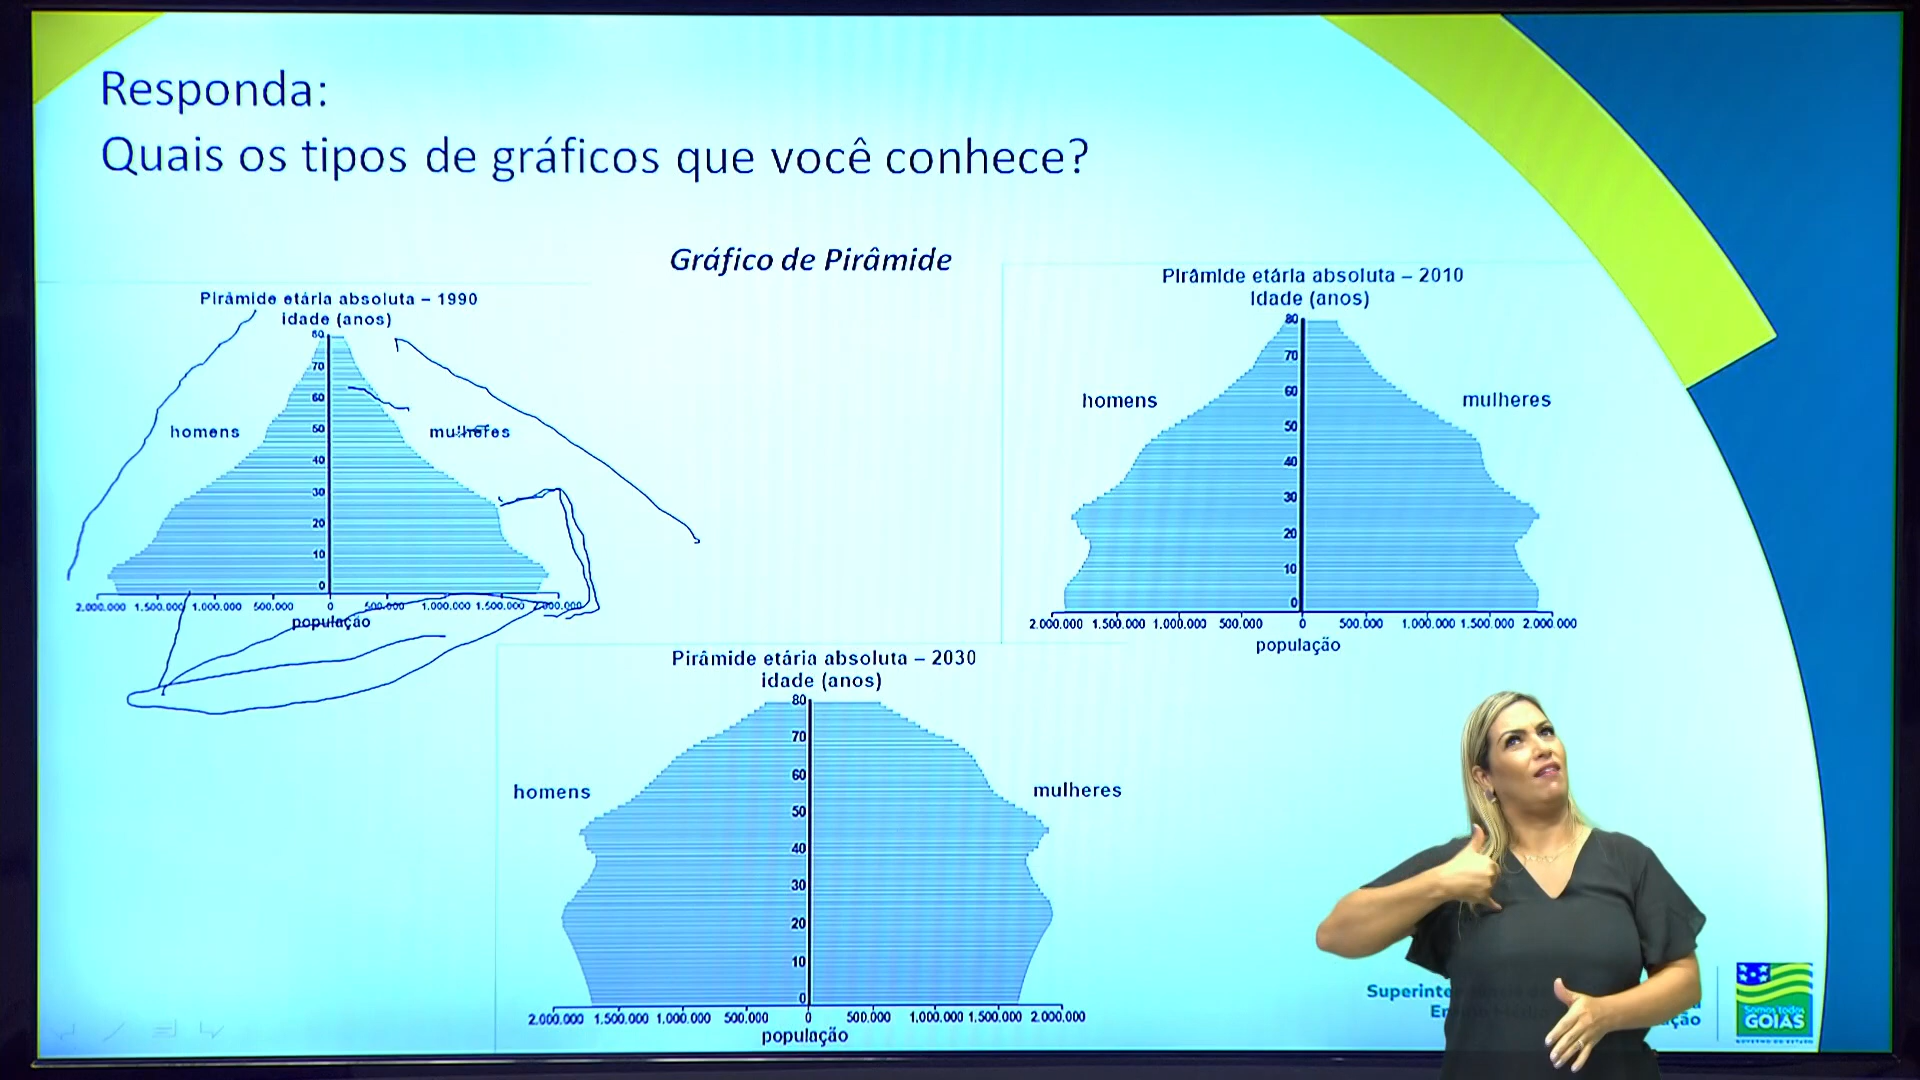 Responda:
Quais os tipos de gráficos que você conhece?
Gráfico de Pirâmide
Pirâmide etária absoluta – 1990
idade (anos)
80
70
60
50
40
30
20
10
0
homens
mulheres
2.000.000 1.500.000 1.000.000 500.000 0 500.000 1.000.000 1.500.000 2.000.000
população
Pirâmide etária absoluta – 2010
Idade (anos)
80
70
60
50
40
30
20
10
0
homens
mulheres
2.000.000 1.500.000 1.000.000 500.000 0 500.000 1.000.000 1.500.000 2.000.000
população
Pirâmide etária absoluta – 2030
idade (anos)
80
70
60
50
40
30
20
10
0
homens
mulheres
2.000.000 1.500.000 1.000.000 500.000 0 500.000 1.000.000 1.500.000 2.000.000
população
Somos todos
GOIÁS
GOVERNO DO ESTADO